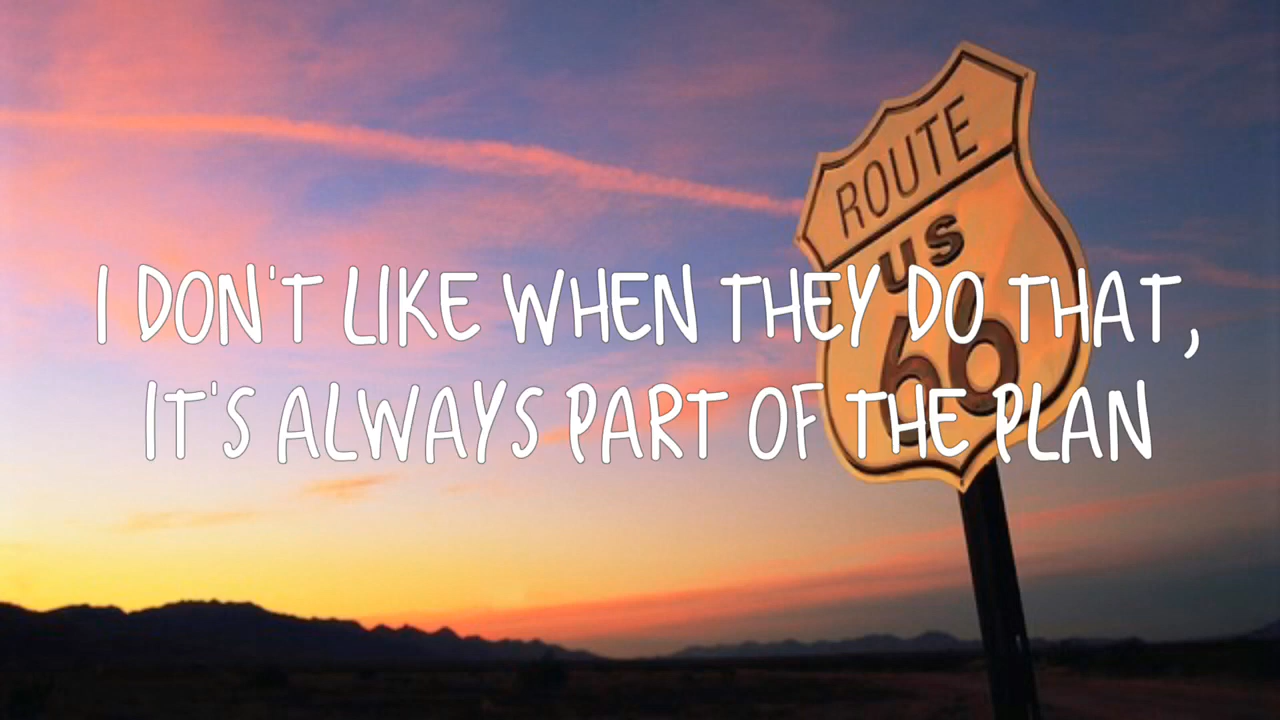 ROUTE
US
66
I DON'T LIKE WHEN THEY DO THAT,
IT'S ALWAYS PART OF THE PLAN